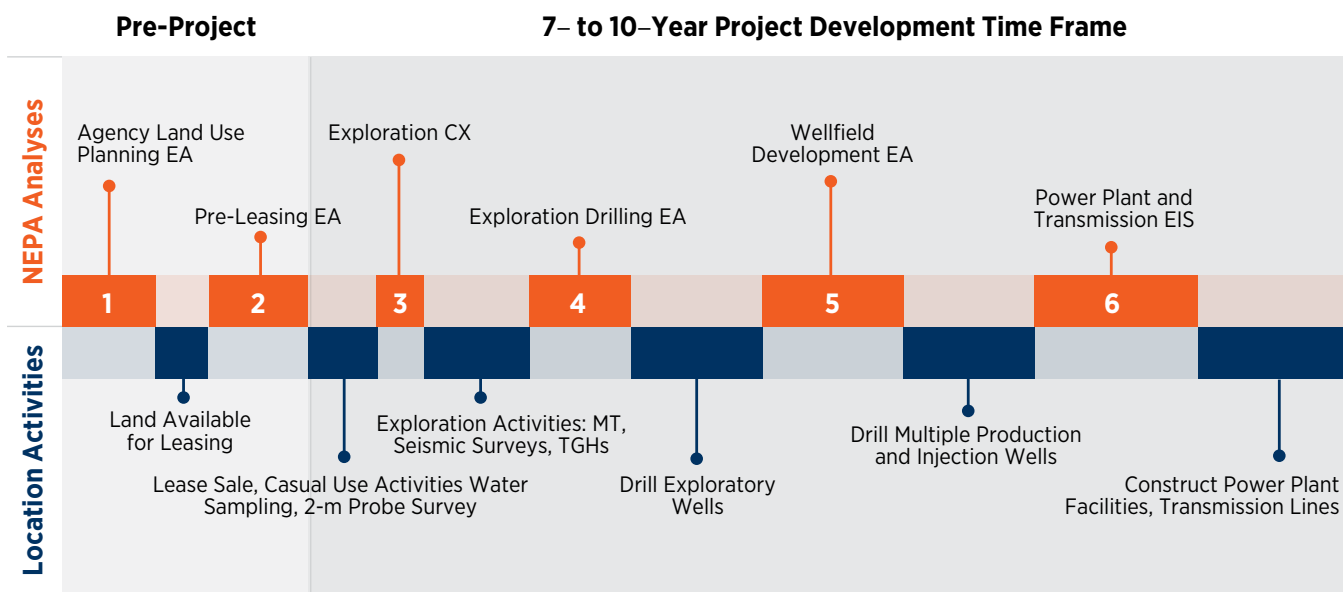 Pre-Project
7– to 10–Year Project Development Time Frame
NEPA Analyses
Agency Land Use
Planning EA
Pre-Leasing EA
Exploration CX
Exploration Drilling EA
Wellfield
Development EA
Power Plant and
Transmission EIS
1
2
3
4
5
6
Location Activities
Land Available
for Leasing
Lease Sale, Casual Use Activities Water
Sampling, 2-m Probe Survey
Exploration Activities: MT,
Seismic Surveys, TGHs
Drill Exploratory
Wells
Drill Multiple Production
and Injection Wells
Construct Power Plant
Facilities, Transmission Lines